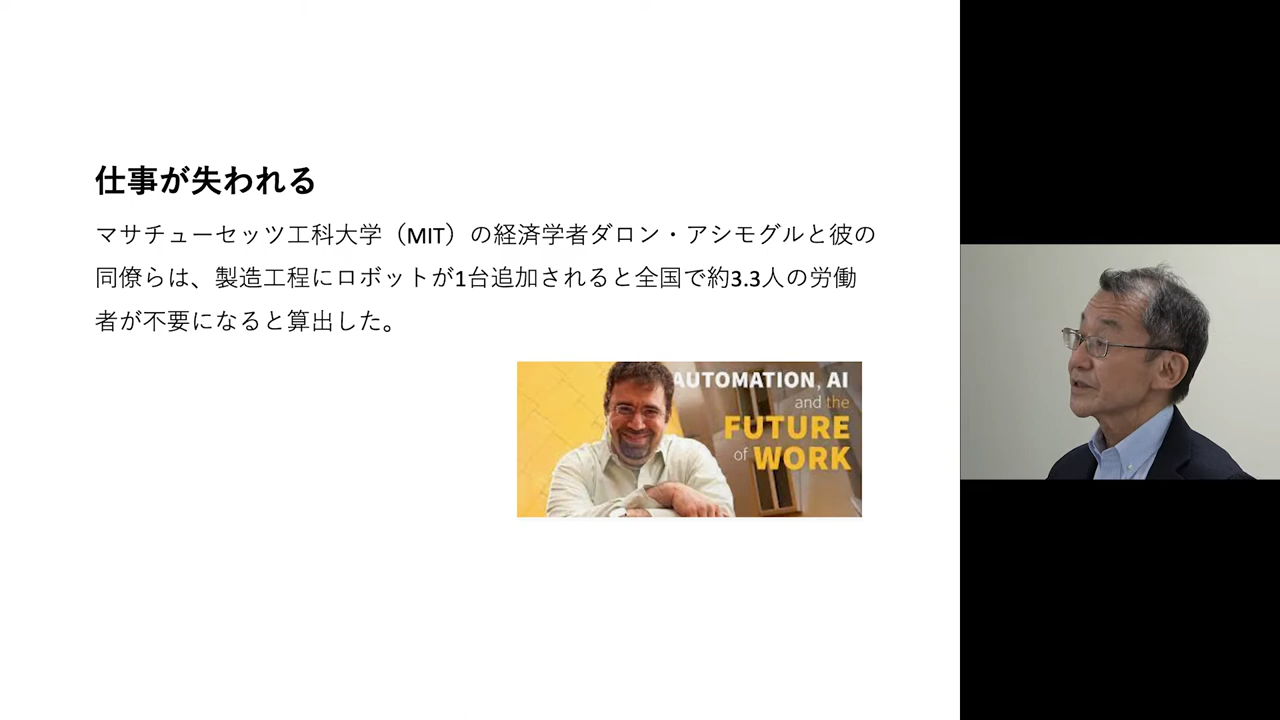 仕事が失われる
マサチューセッツ工科大学（MIT）の経済学者ダロン・アシモグルと彼の
同僚らは、製造工程にロボットが1台追加されると全国で約3.3人の労働
者が不要になると算出した。
AUTOMATION, AI
and the
FUTURE
of WORK